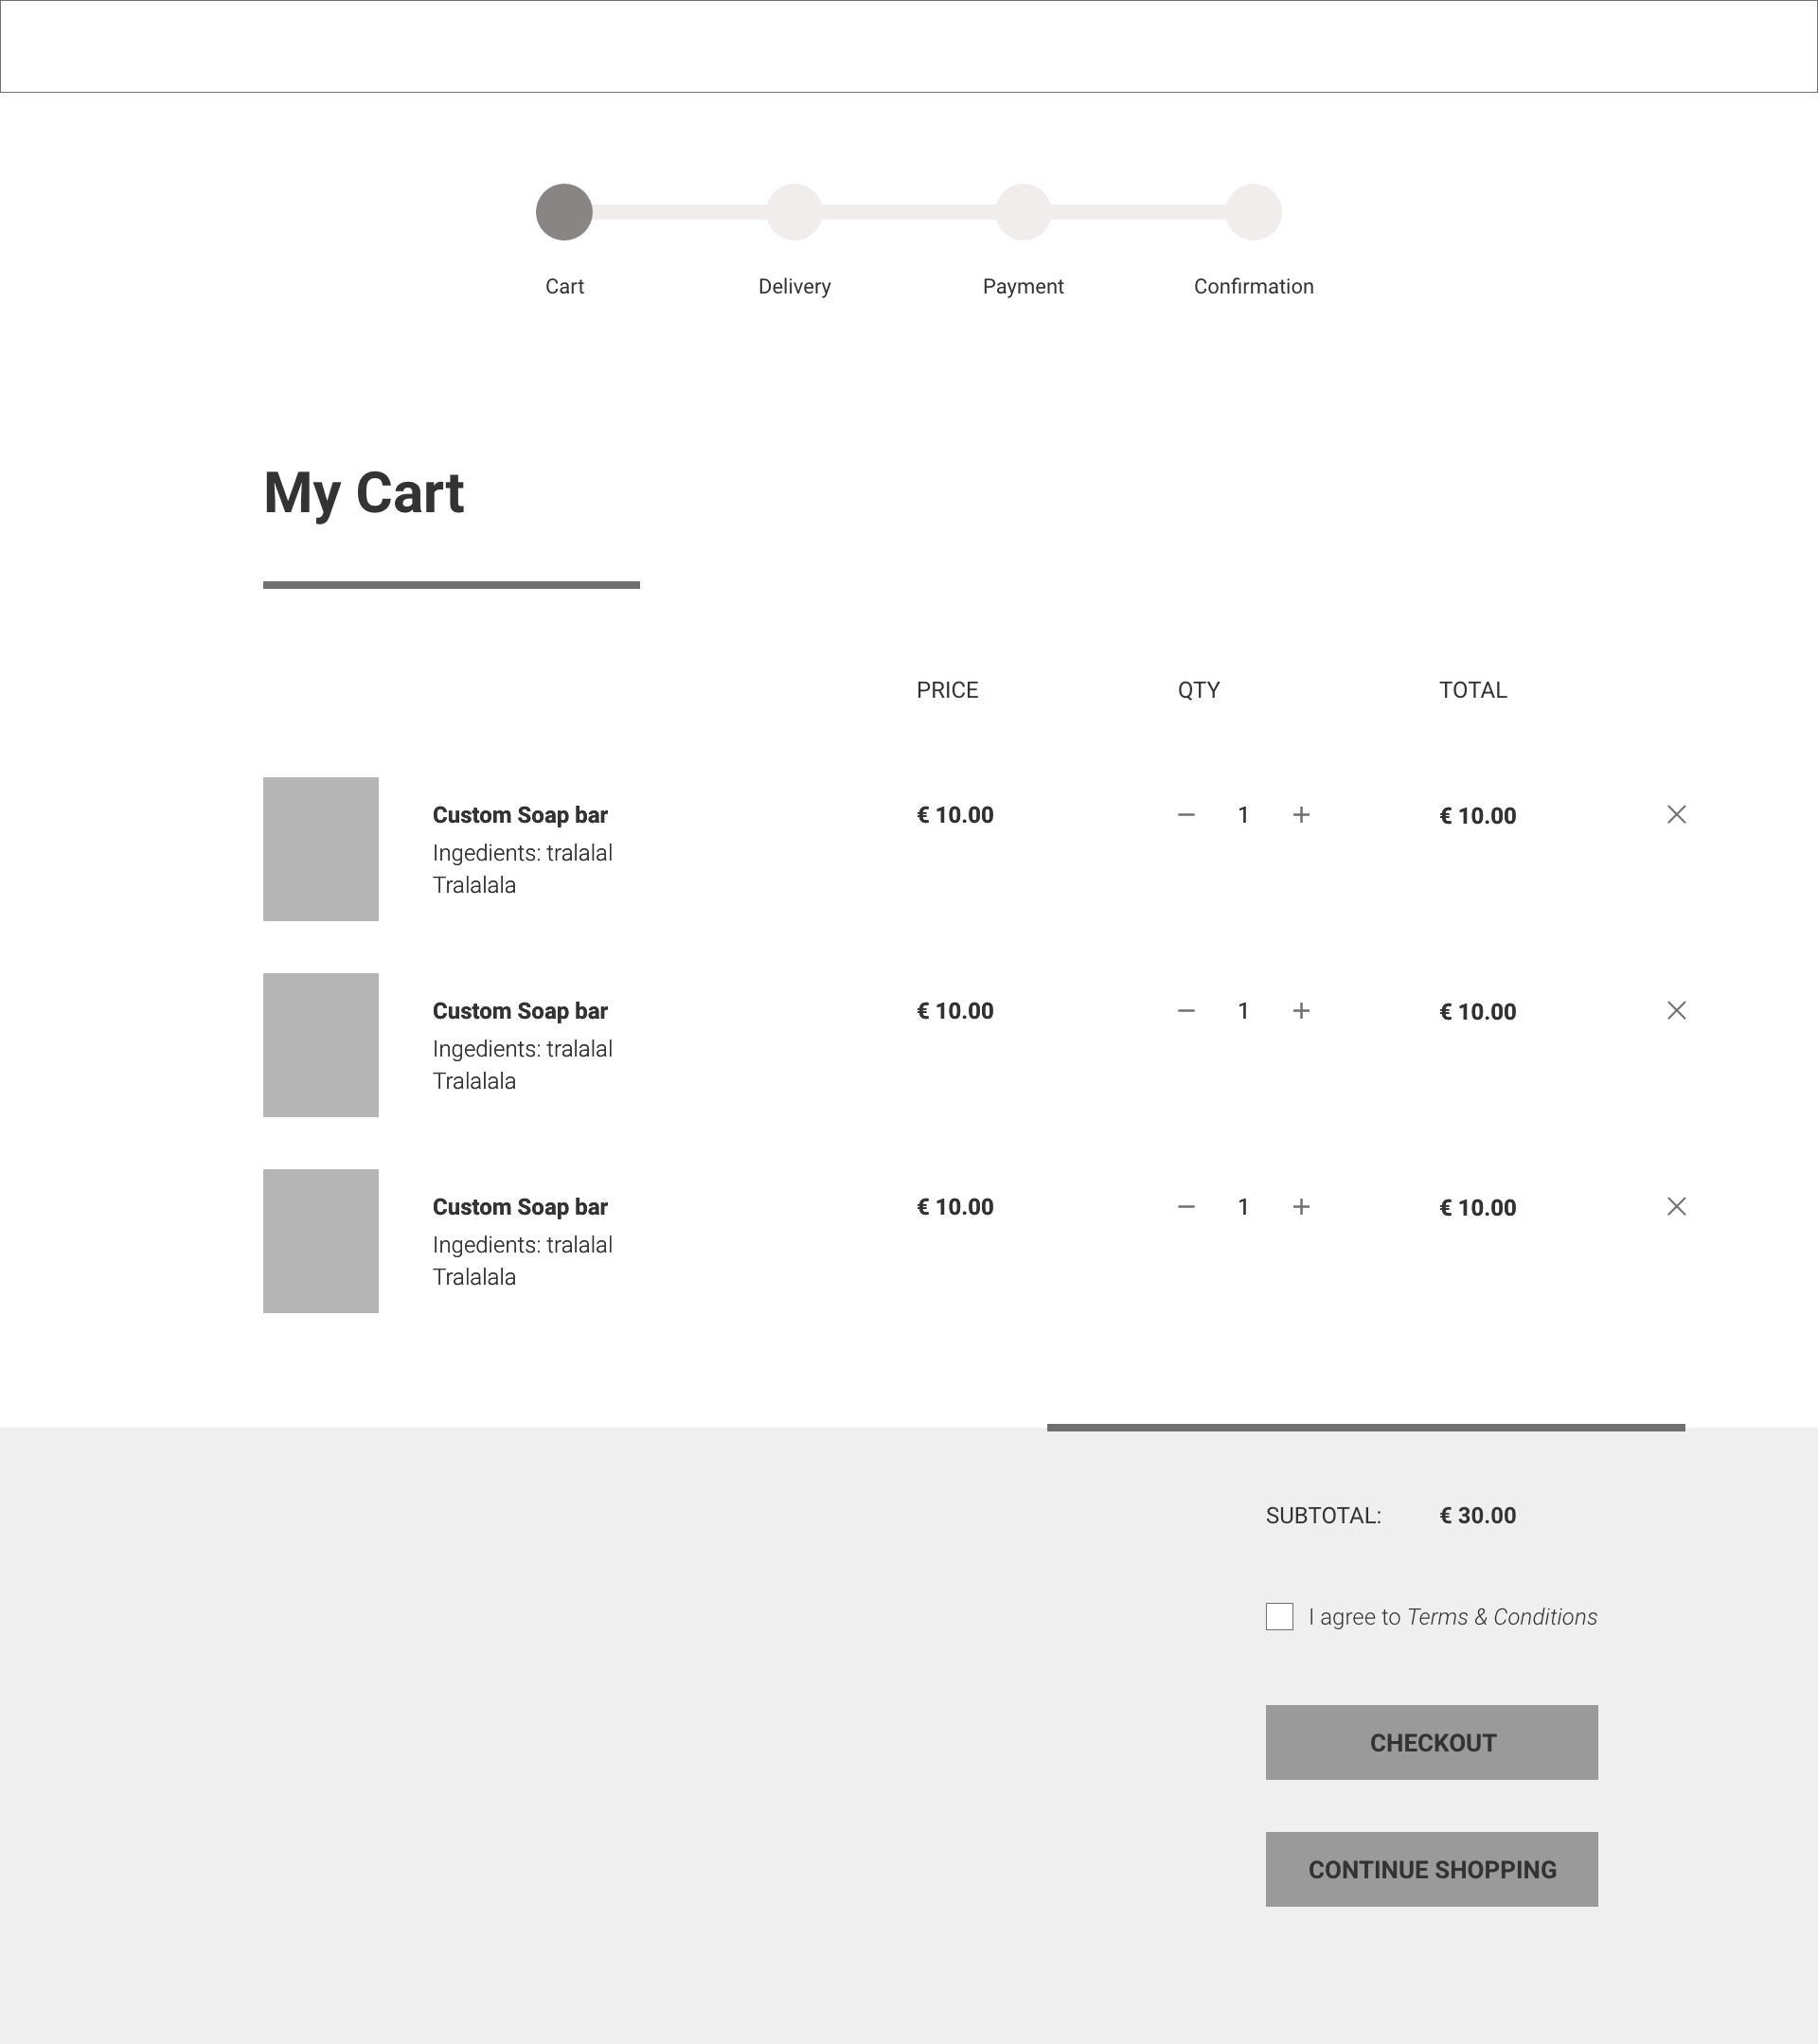 Cart Delivery Payment Confirmation
My Cart
PRICE QTY TOTAL
Custom Soap bar € 10.00 1 € 10.00
Ingedients: tralalal
Tralalala
Custom Soap bar € 10.00 1 € 10.00
Ingedients: tralalal
Tralalala
Custom Soap bar € 10.00 1 € 10.00
Ingedients: tralalal
Tralalala
SUBTOTAL: € 30.00
I agree to Terms & Conditions
CHECKOUT
CONTINUE SHOPPING